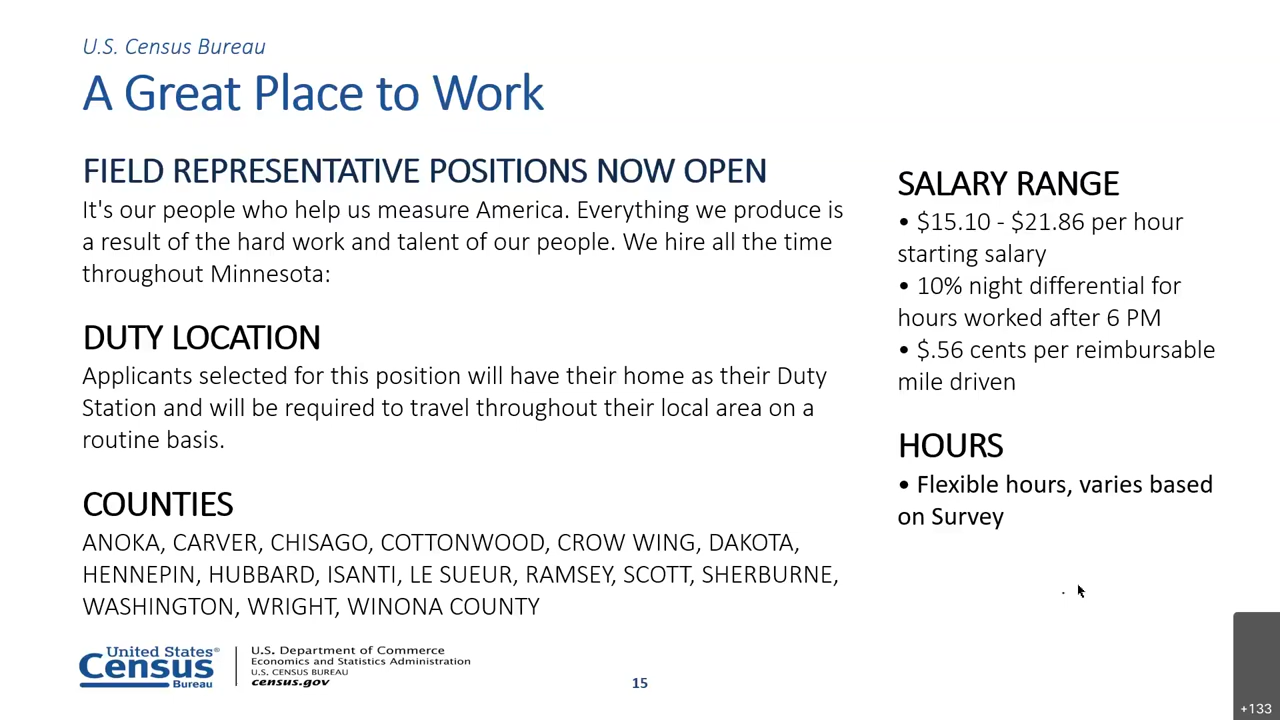 U.S. Census Bureau
A Great Place to Work
FIELD REPRESENTATIVE POSITIONS NOW OPEN
It's our people who help us measure America. Everything we produce is
a result of the hard work and talent of our people. We hire all the time
throughout Minnesota:
DUTY LOCATION
Applicants selected for this position will have their home as their Duty
Station and will be required to travel throughout their local area on a
routine basis.
COUNTIES
ANOKA, CARVER, CHISAGO, COTTONWOOD, CROW WING, DAKOTA,
HENNEPIN, HUBBARD, ISANTI, LE SUEUR, RAMSEY, SCOTT, SHERBURNE,
WASHINGTON, WRIGHT, WINONA COUNTY
SALARY RANGE
• $15.10 - $21.86 per hour
starting salary
• 10% night differential for
hours worked after 6 PM
• $.56 cents per reimbursable
mile driven
HOURS
• Flexible hours, varies based
on Survey
United States®
Census
Bureau
U.S. Department of Commerce
Economics and Statistics Administration
U.S. CENSUS BUREAU
census.gov
15
+133